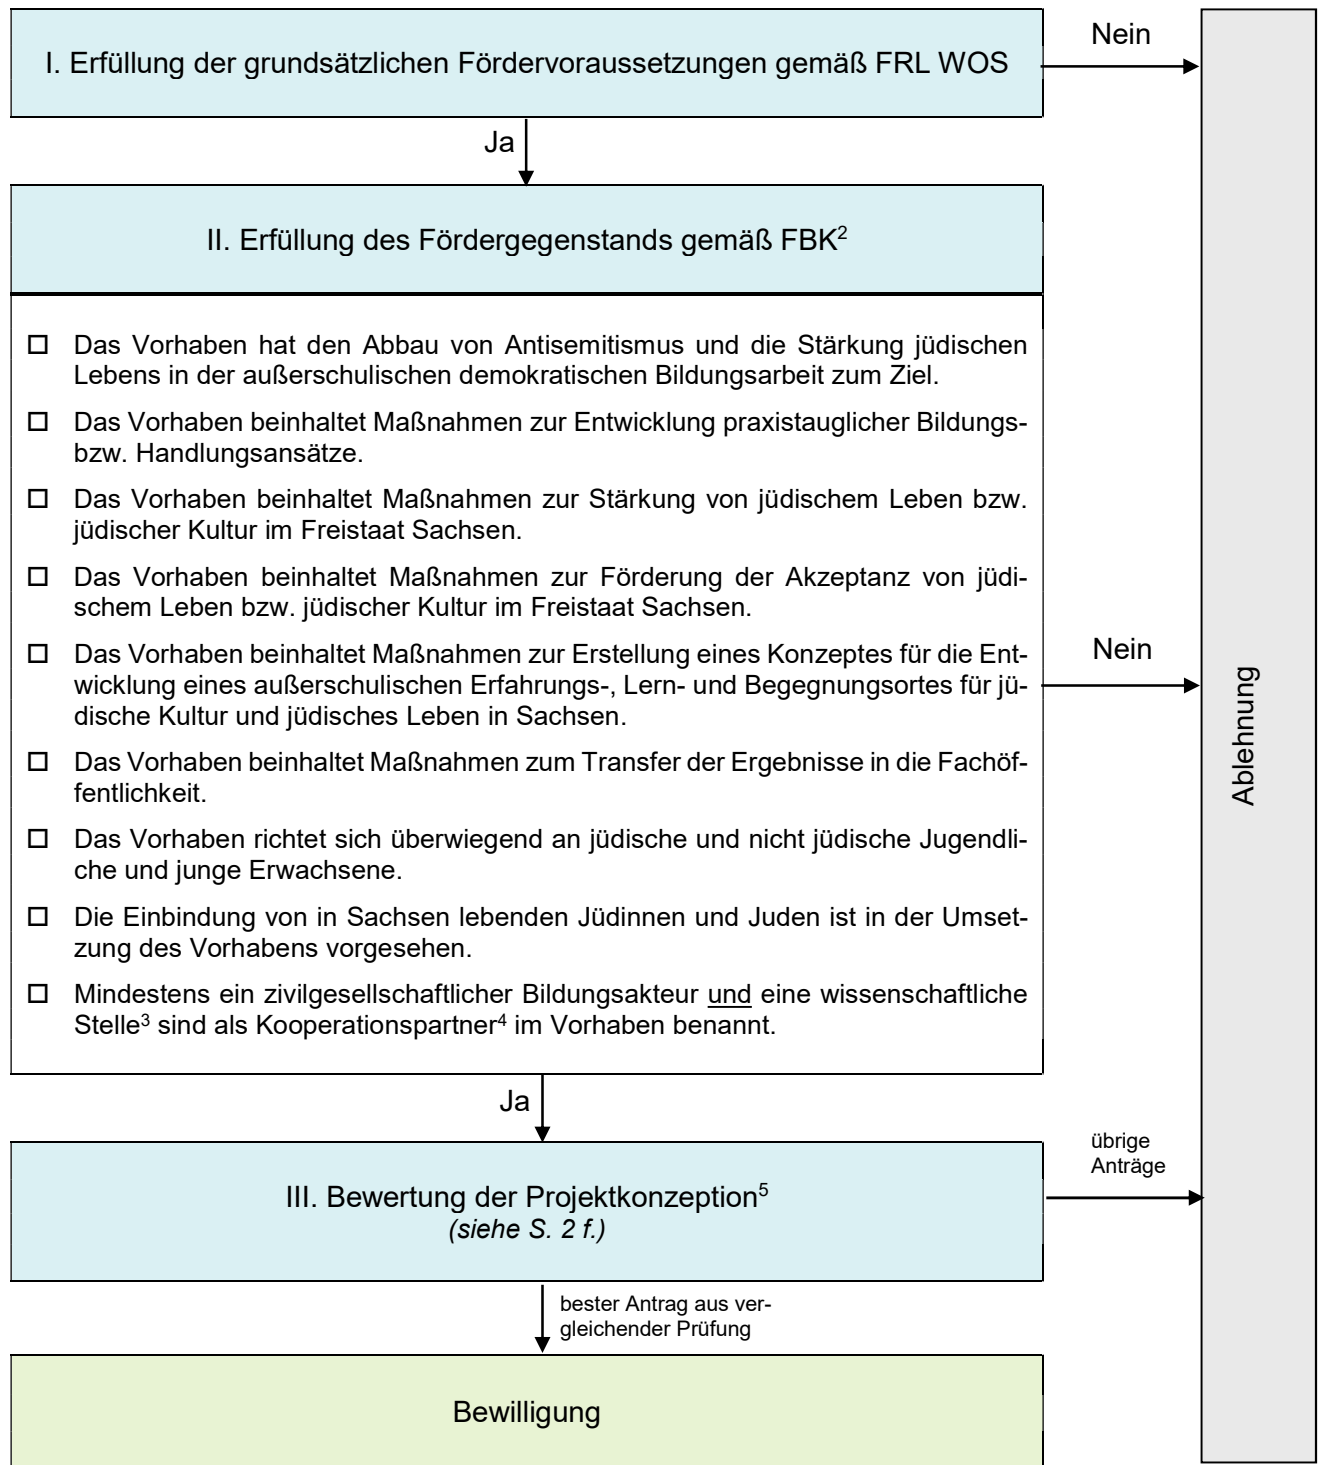 I. Erfüllung der grundsätzlichen Fördervoraussetzungen gemäß FRL WOS
Nein
Ja
II. Erfüllung des Fördergegenstands gemäß FBK²
☐ Das Vorhaben hat den Abbau von Antisemitismus und die Stärkung jüdischen
Lebens in der außerschulischen demokratischen Bildungsarbeit zum Ziel.
☐ Das Vorhaben beinhaltet Maßnahmen zur Entwicklung praxistauglicher Bildungs-
bzw. Handlungsansätze.
☐ Das Vorhaben beinhaltet Maßnahmen zur Stärkung von jüdischem Leben bzw.
jüdischer Kultur im Freistaat Sachsen.
☐ Das Vorhaben beinhaltet Maßnahmen zur Förderung der Akzeptanz von jüdi-
schem Leben bzw. jüdischer Kultur im Freistaat Sachsen.
☐ Das Vorhaben beinhaltet Maßnahmen zur Erstellung eines Konzeptes für die Ent-
wicklung eines außerschulischen Erfahrungs-, Lern- und Begegnungsortes für jü-
dische Kultur und jüdisches Leben in Sachsen.
☐ Das Vorhaben beinhaltet Maßnahmen zum Transfer der Ergebnisse in die Fachöf-
fentlichkeit.
☐ Das Vorhaben richtet sich überwiegend an jüdische und nicht jüdische Jugendli-
che und junge Erwachsene.
☐ Die Einbindung von in Sachsen lebenden Jüdinnen und Juden ist in der Umset-
zung des Vorhabens vorgesehen.
☐ Mindestens ein zivilgesellschaftlicher Bildungsakteur und eine wissenschaftliche
Stelle³ sind als Kooperationspartner⁴ im Vorhaben benannt.
Nein
Ablehnung
Ja
III. Bewertung der Projektkonzeption⁵
(siehe S. 2 f.)
übrige
Anträge
bester Antrag aus ver-
gleichender Prüfung
Bewilligung